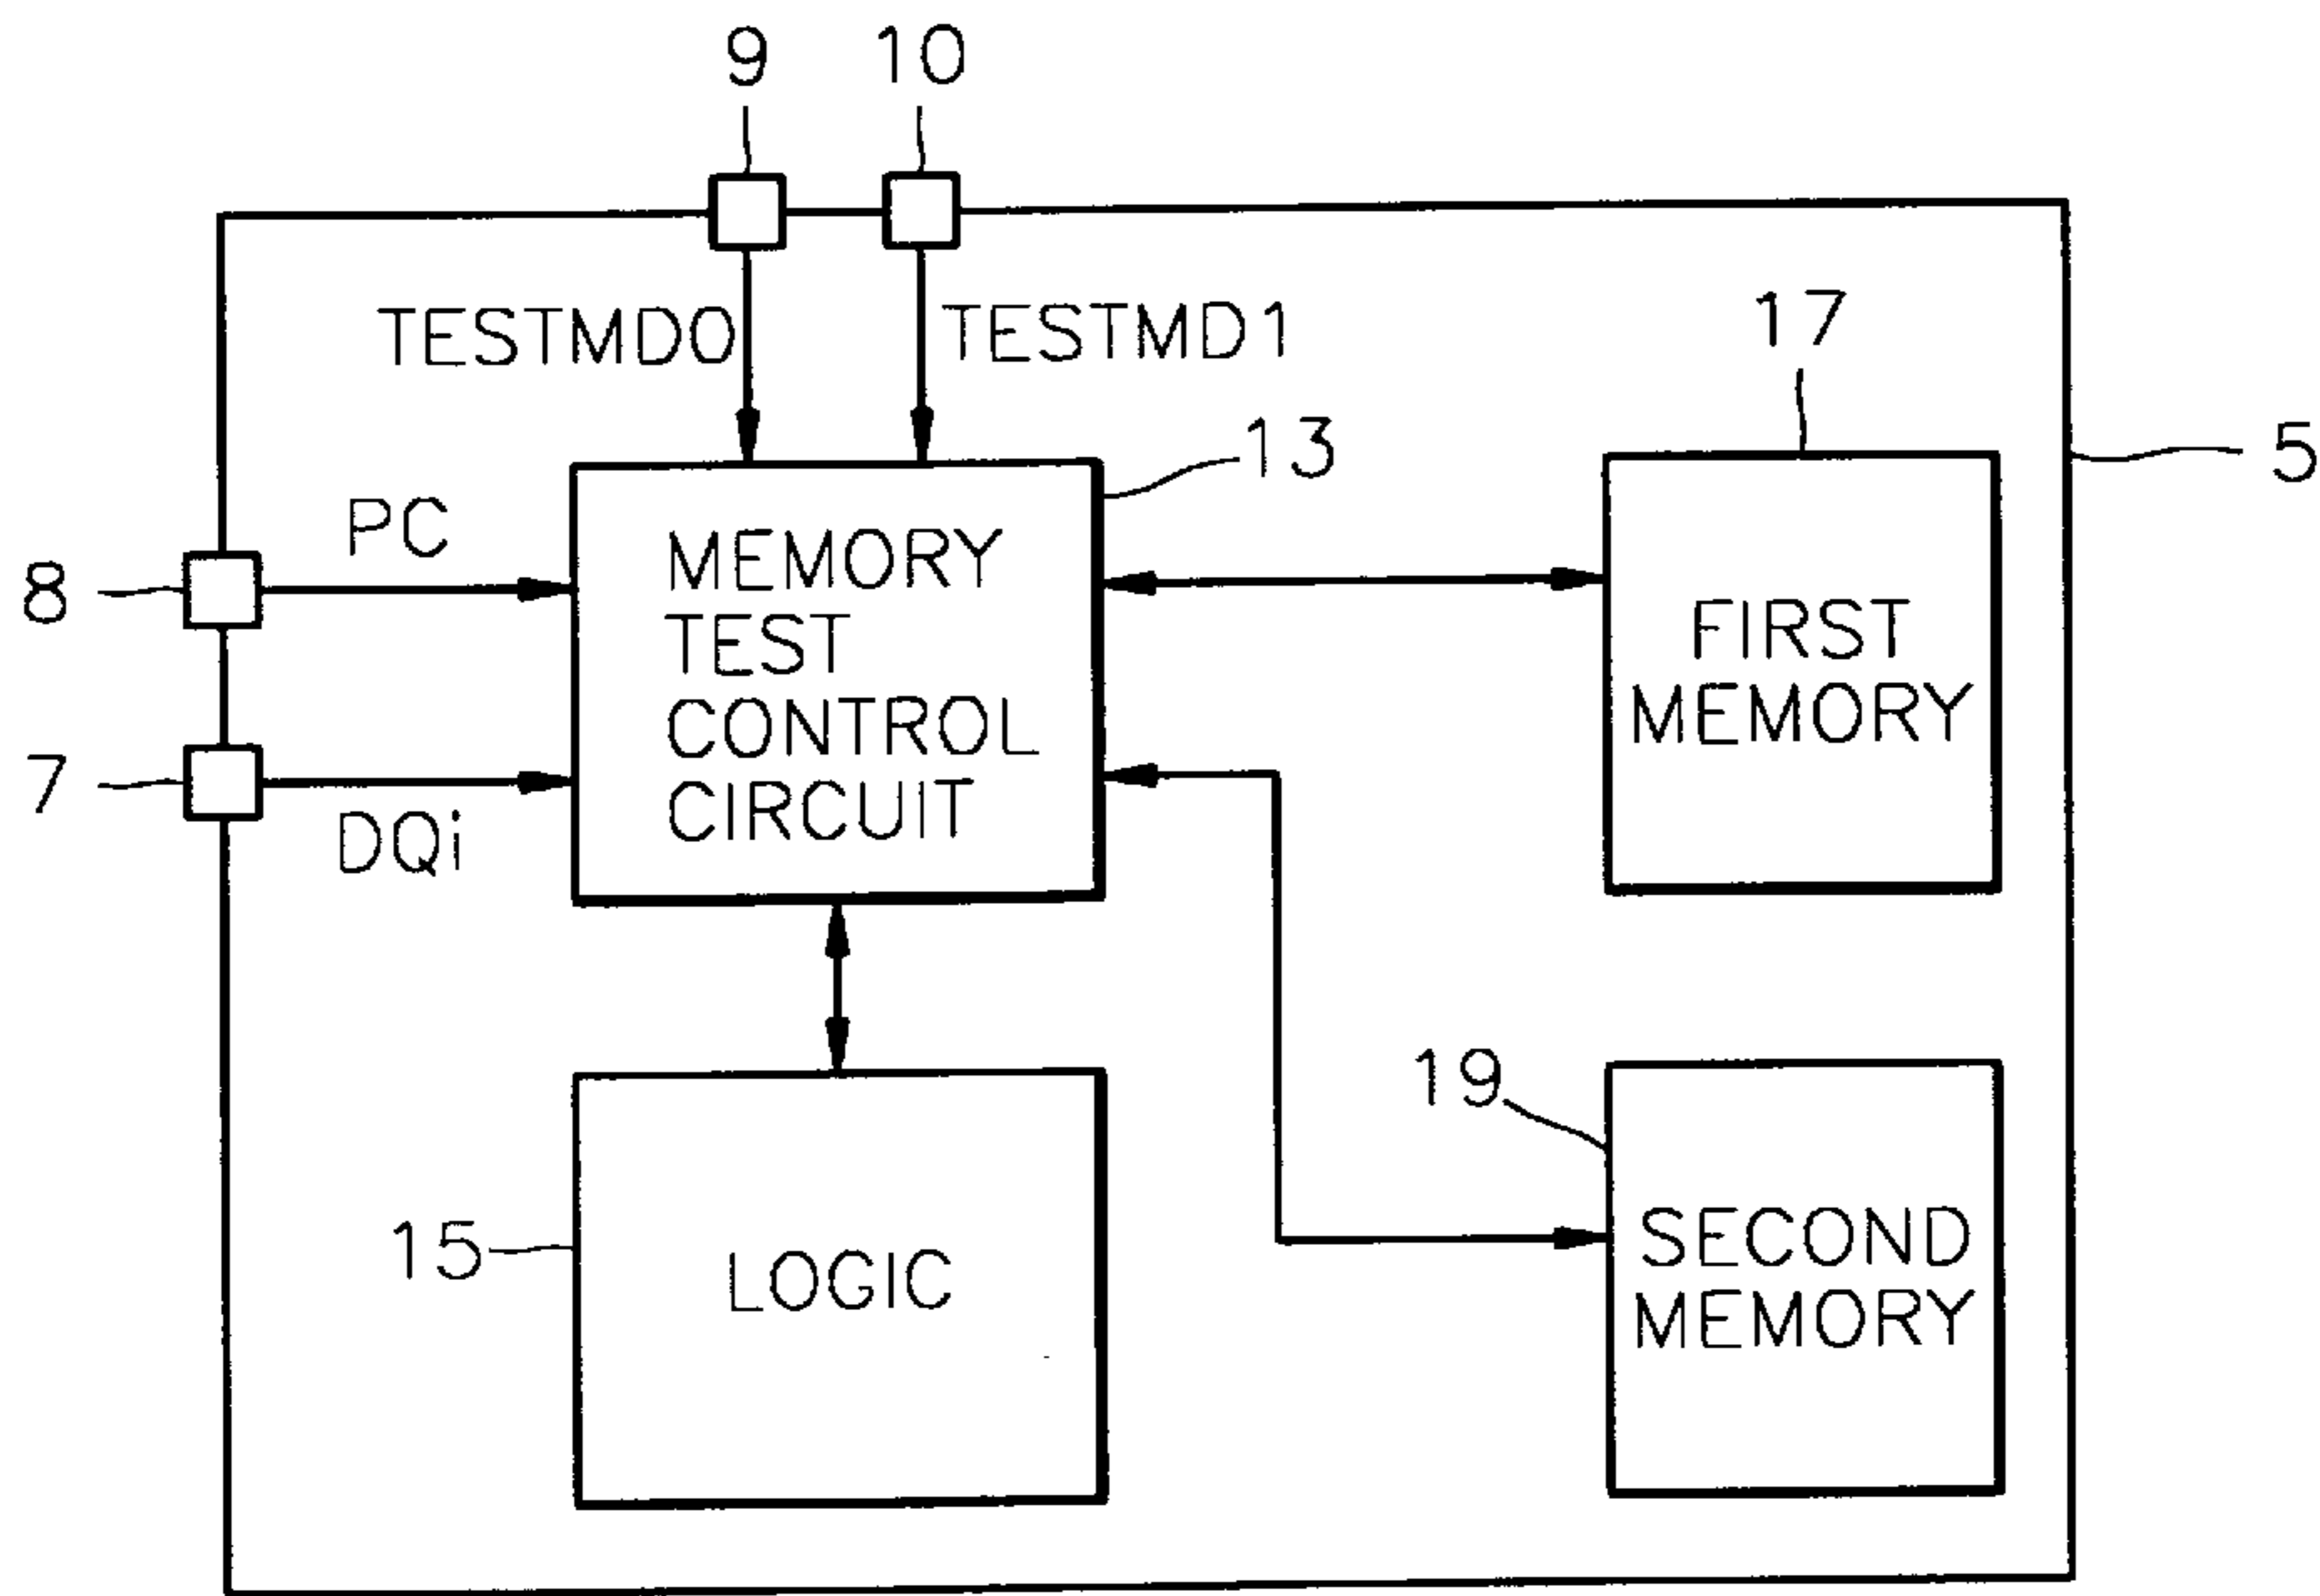 9 10
TESTMD0 TESTMD1
17
13
5
PC
8
MEMORY
TEST
CONTROL
CIRCUIT
FIRST
MEMORY
7
DQi
19
15
LOGIC
SECOND
MEMORY